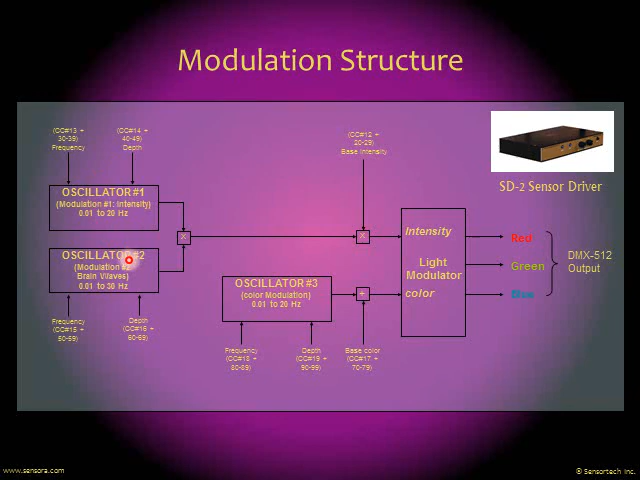 Modulation Structure
(CC#13 +
30-39)
Frequency
(CC#14 +
40-49)
Depth
(CC#12 +
20-29)
Base Intensity
SD-2 Sensor Driver
OSCILLATOR #1
(Modulation #1: Intensity)
0.01 to 20 Hz
OSCILLATOR #2
(Modulation #2:
Brain Waves)
0.01 to 30 Hz
OSCILLATOR #3
(color Modulation)
0.01 to 20 Hz
X
X
+
Intensity
Light
Modulator
color
Red
Green
Blue
DMX-512
Output
Frequency
(CC#15 +
50-59)
Depth
(CC#16 +
60-69)
Frequency
(CC#18 +
80-89)
Depth
(CC#19 +
90-99)
Base color
(CC#17 +
70-79)
www.sensora.com
© Sensortech Inc.